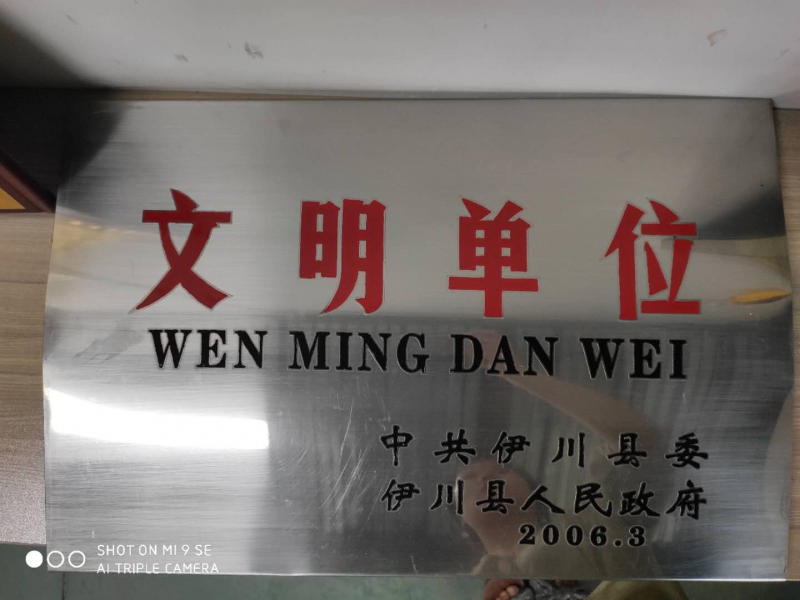 文明单位
WEN MING DAN WEI
中共伊川县委
伊川县人民政府
2006.3
SHOT ON MI 9 SE
AI TRIPLE CAMERA